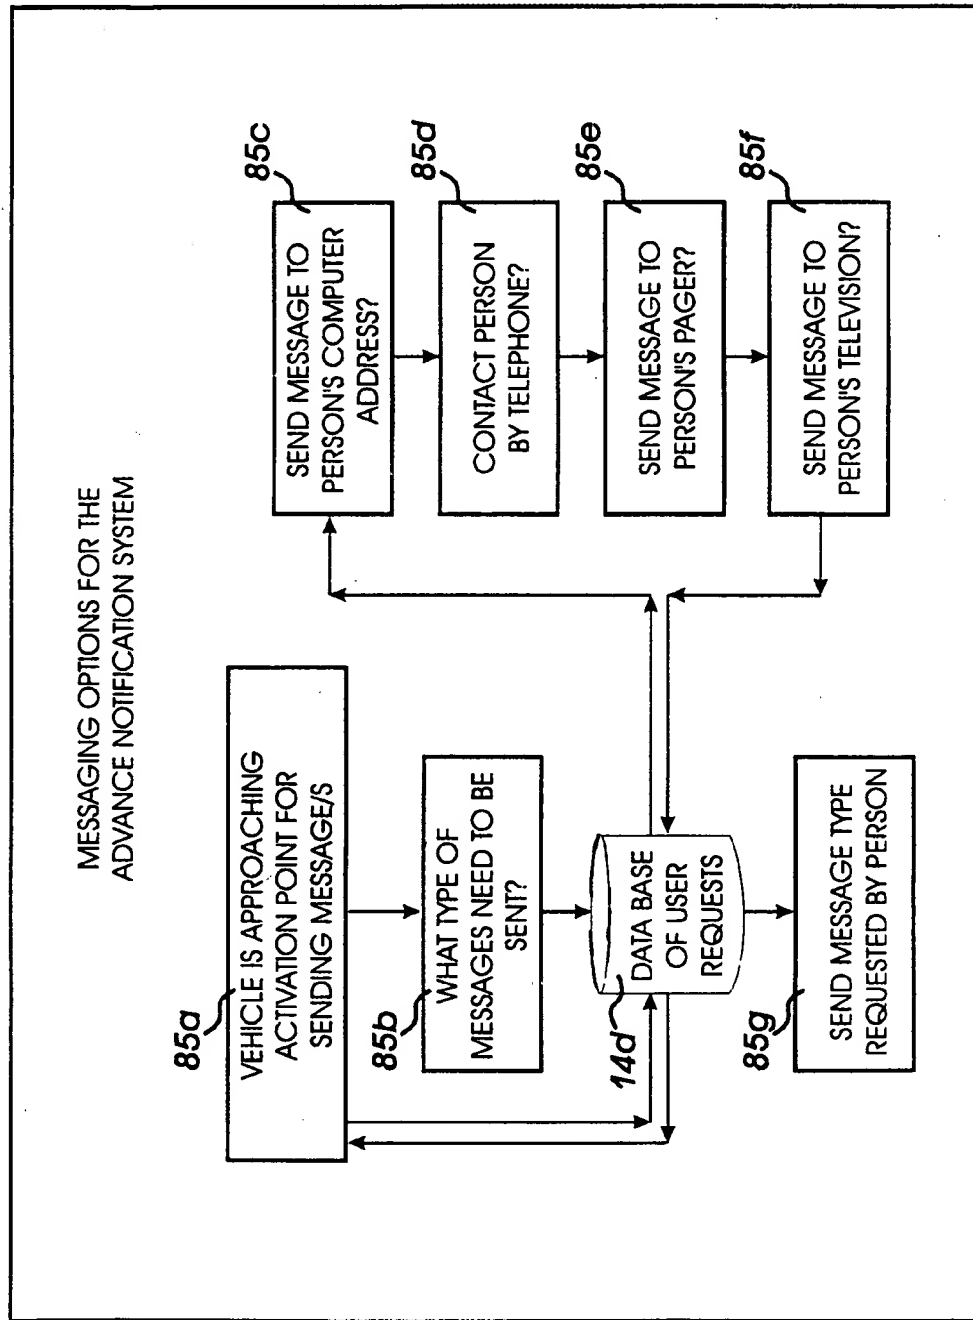 MESSAGING OPTIONS FOR THE
ADVANCE NOTIFICATION SYSTEM
85a
VEHICLE IS APPROACHING
ACTIVATION POINT FOR
SENDING MESSAGE/S
85b
WHAT TYPE OF
MESSAGES NEED TO BE
SENT?
14d
DATA BASE
OF USER
REQUESTS
85g
SEND MESSAGE TYPE
REQUESTED BY PERSON
85c
SEND MESSAGE TO
PERSON'S COMPUTER
ADDRESS?
85d
CONTACT PERSON
BY TELEPHONE?
85e
SEND MESSAGE TO
PERSON'S PAGER?
85f
SEND MESSAGE TO
PERSON'S TELEVISION?